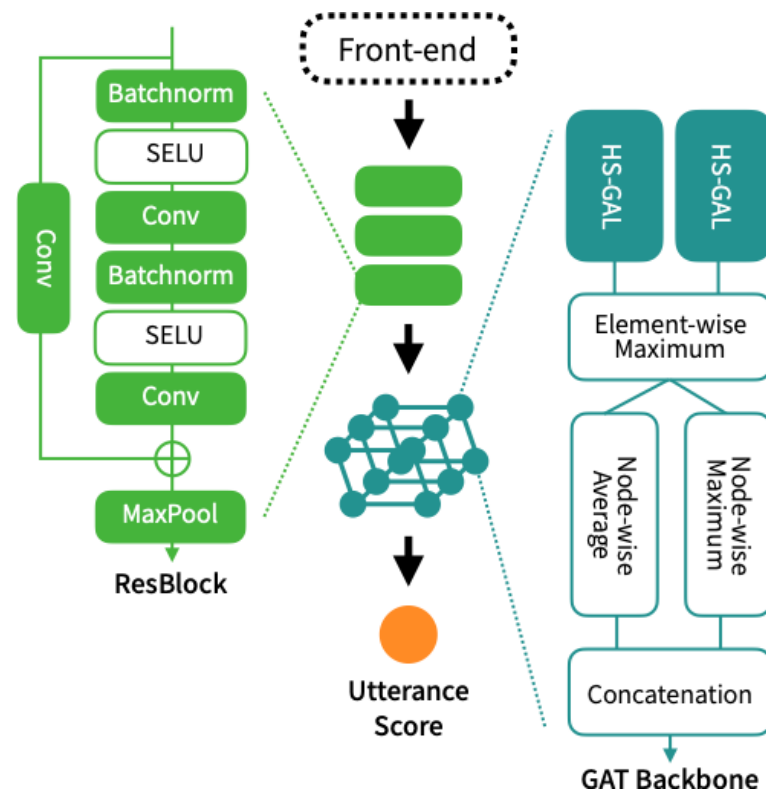 Front-end
Batchnorm
SELU
Conv
Batchnorm
SELU
Conv
Conv
MaxPool
ResBlock
Utterance
Score
HS-GAL
HS-GAL
Element-wise
Maximum
Node-wise
Average
Node-wise
Maximum
Concatenation
GAT Backbone